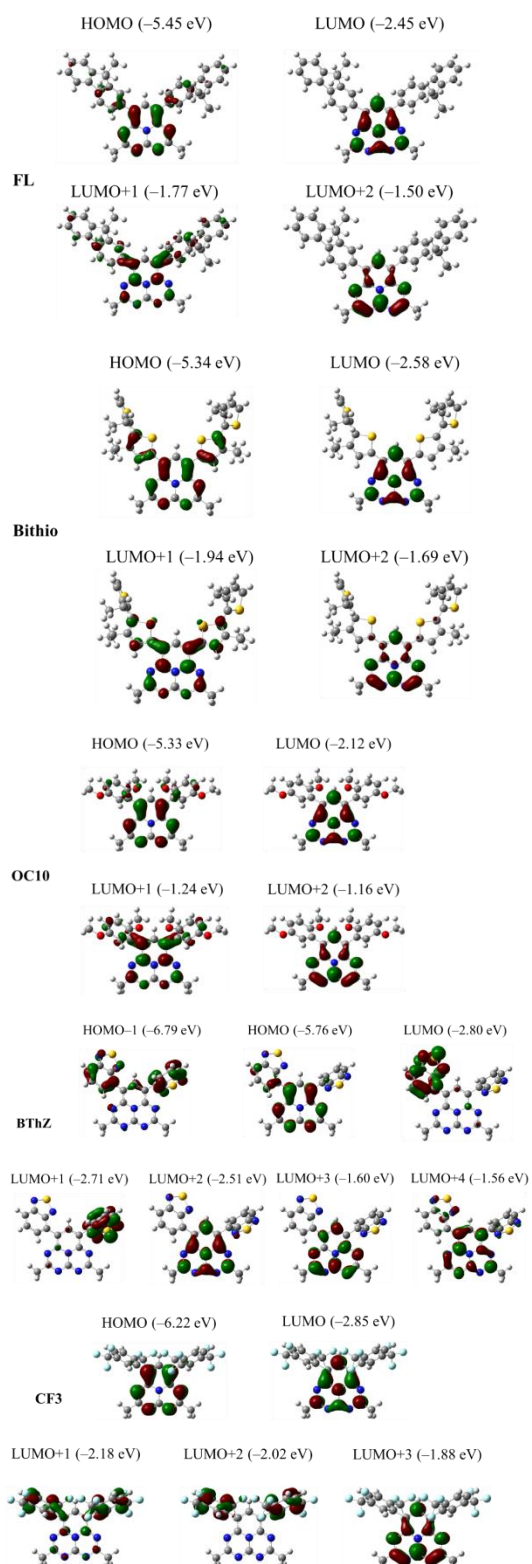 HOMO (–5.45 eV) LUMO (–2.45 eV)
FL
LUMO+1 (–1.77 eV) LUMO+2 (–1.50 eV)
HOMO (–5.34 eV) LUMO (–2.58 eV)
Bithio
LUMO+1 (–1.94 eV) LUMO+2 (–1.69 eV)
HOMO (–5.33 eV) LUMO (–2.12 eV)
OC10
LUMO+1 (–1.24 eV) LUMO+2 (–1.16 eV)
HOMO–1 (–6.79 eV) HOMO (–5.76 eV) LUMO (–2.80 eV)
BThZ
LUMO+1 (–2.71 eV) LUMO+2 (–2.51 eV) LUMO+3 (–1.60 eV) LUMO+4 (–1.56 eV)
HOMO (–6.22 eV) LUMO (–2.85 eV)
CF3
LUMO+1 (–2.18 eV) LUMO+2 (–2.02 eV) LUMO+3 (–1.88 eV)